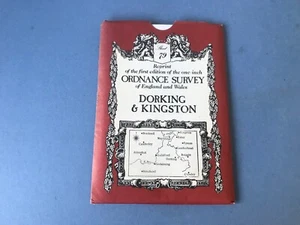 Sheet
79
Reprint
of the first edition of the one-inch
ORDNANCE SURVEY
of England and Wales
DORKING
& KINGSTON